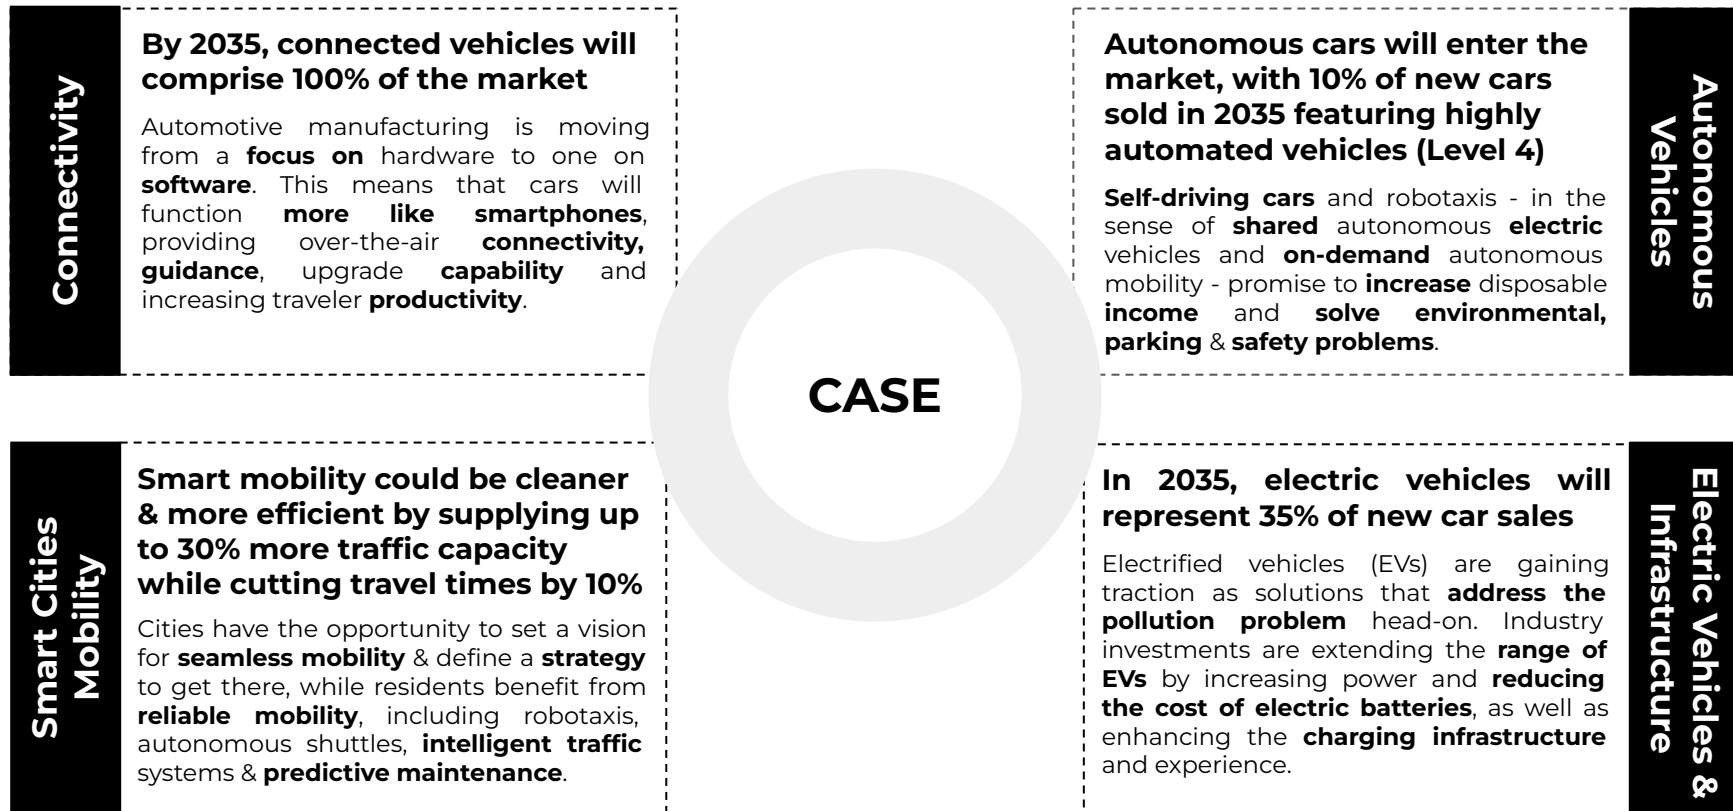 Connectivity
By 2035, connected vehicles will
comprise 100% of the market
Automotive manufacturing is moving
from a focus on hardware to one on
software. This means that cars will
function more like smartphones,
providing over-the-air connectivity,
guidance, upgrade capability and
increasing traveler productivity.
Autonomous cars will enter the
market, with 10% of new cars
sold in 2035 featuring highly
automated vehicles (Level 4)
Self-driving cars and robotaxis - in the
sense of shared autonomous electric
vehicles and on-demand autonomous
mobility - promise to increase disposable
income and solve environmental,
parking & safety problems.
Autonomous
Vehicles
CASE
Smart Cities
Mobility
Smart mobility could be cleaner
& more efficient by supplying up
to 30% more traffic capacity
while cutting travel times by 10%
Cities have the opportunity to set a vision
for seamless mobility & define a strategy
to get there, while residents benefit from
reliable mobility, including robotaxis,
autonomous shuttles, intelligent traffic
systems & predictive maintenance.
In 2035, electric vehicles will
represent 35% of new car sales
Electrified vehicles (EVs) are gaining
traction as solutions that address the
pollution problem head-on. Industry
investments are extending the range of
EVs by increasing power and reducing
the cost of electric batteries, as well as
enhancing the charging infrastructure
and experience.
Electric Vehicles &
Infrastructure